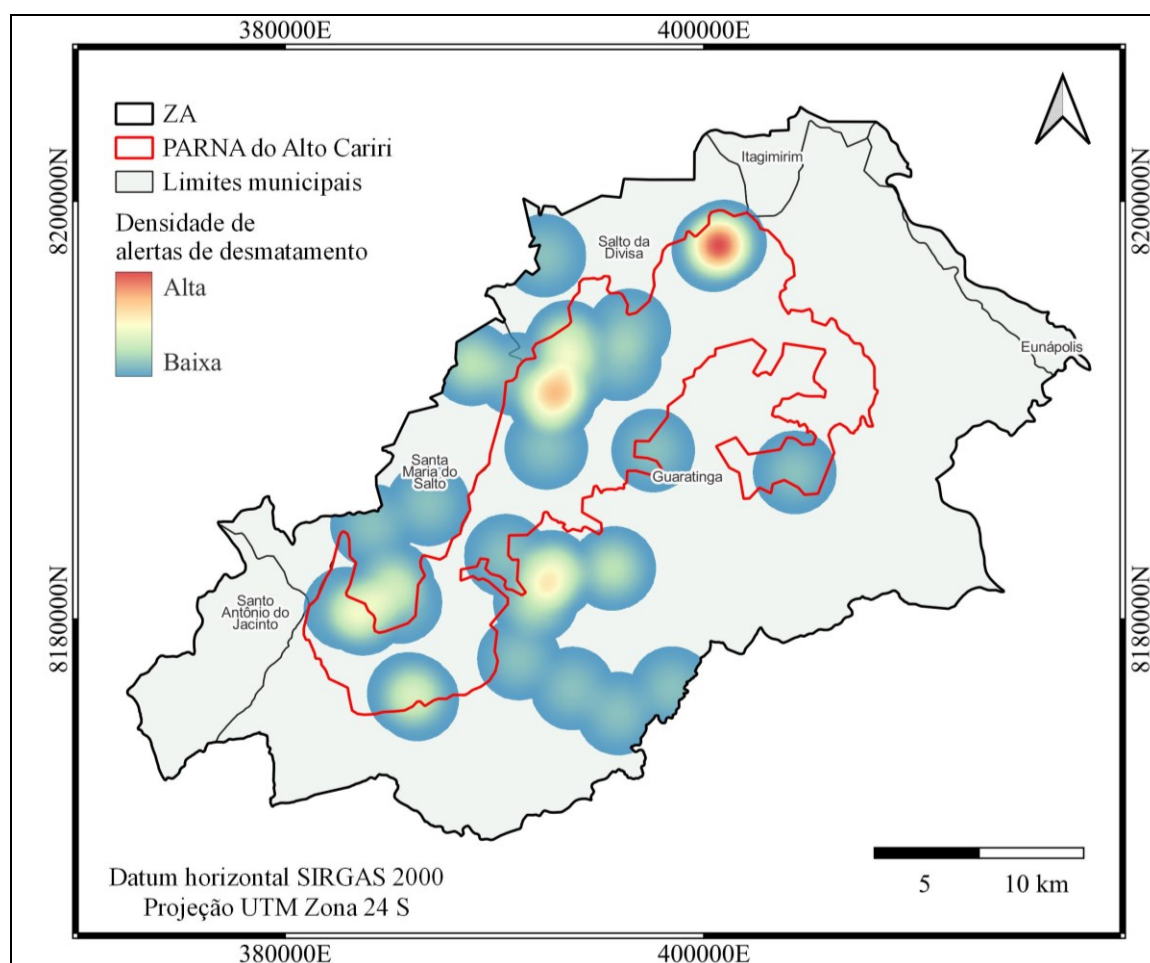 380000E
400000E
ZA
PARNA do Alto Cariri
Limites municipais
Densidade de
alertas de desmatamento
Alta
Baixa
8200000N
8200000N
Itagimirim
Salto da
Divisa
Eunápolis
Santa
Maria do
Salto
Guaratinga
Santo
Antônio do
Jacinto
8180000N
8180000N
5
10 km
Datum horizontal SIRGAS 2000
Projeção UTM Zona 24 S
380000E
400000E